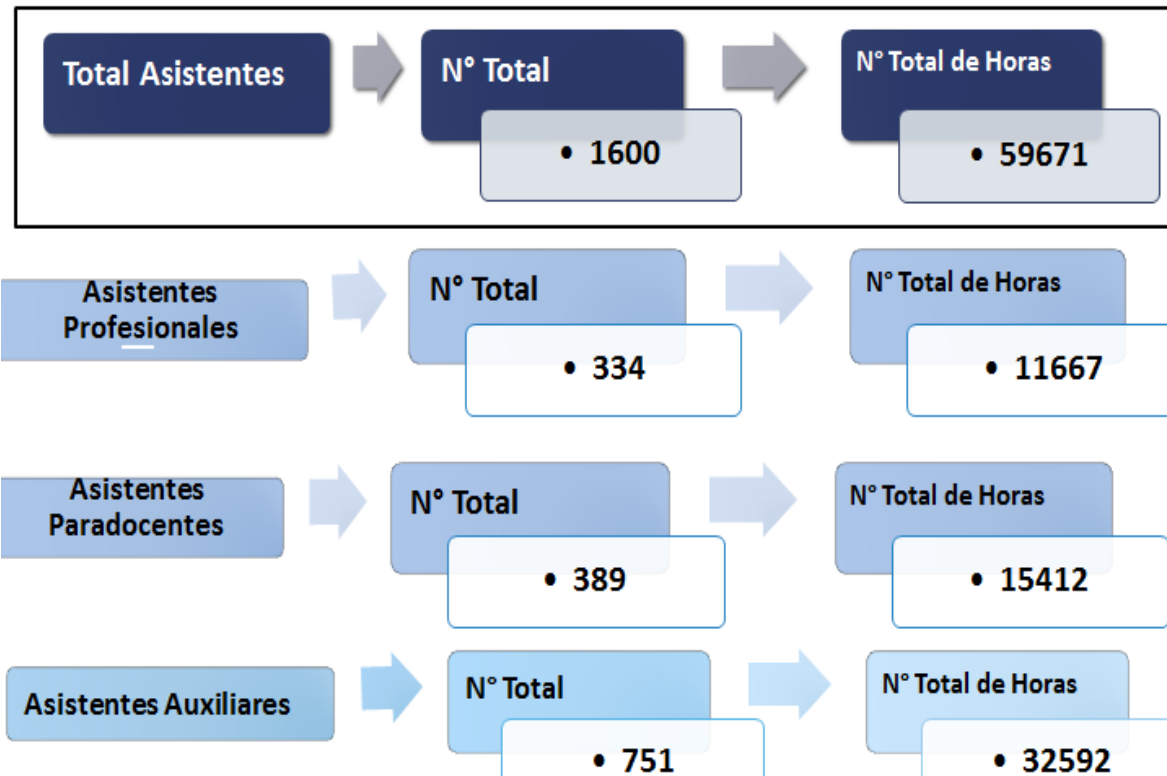 Total Asistentes
N° Total
N° Total de Horas
• 1600
• 59671
Asistentes
Profesionales
N° Total
N° Total de Horas
• 334
• 11667
Asistentes
Paradocentes
N° Total
N° Total de Horas
• 389
• 15412
Asistentes Auxiliares
N° Total
N° Total de Horas
• 751
• 32592